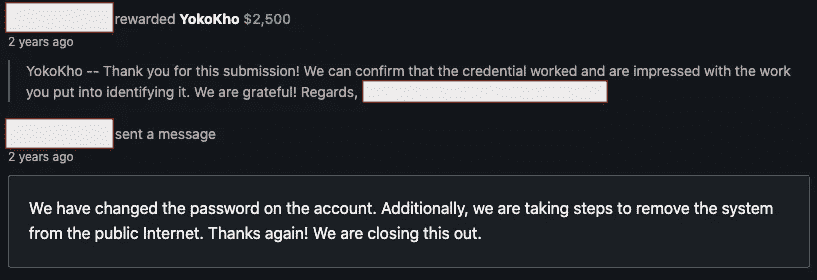 rewarded YokoKho $2,500
2 years ago
YokoKho -- Thank you for this submission! We can confirm that the credential worked and are impressed with the work
you put into identifying it. We are grateful! Regards,
sent a message
2 years ago
We have changed the password on the account. Additionally, we are taking steps to remove the system
from the public Internet. Thanks again! We are closing this out.